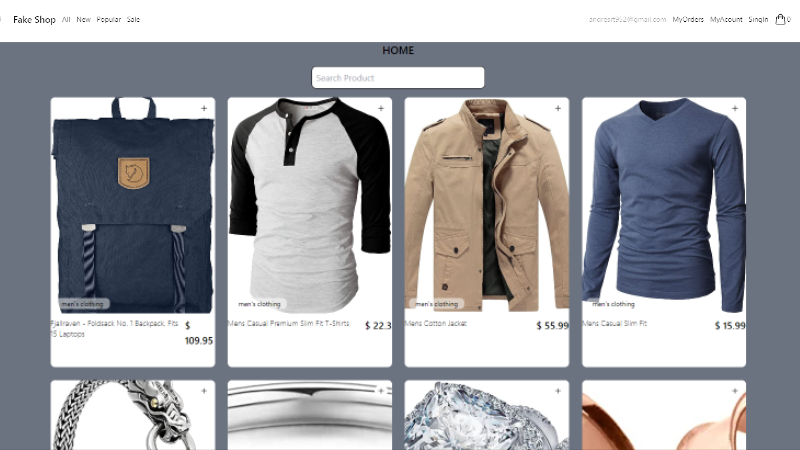 Fake Shop All New Popular Sale andresrt902@gmail.com MyOrders MyAcount SingIn 0
HOME
Search Product
+ + + +
men's clothing men's clothing men's clothing men's clothing
Fjallraven - Foldsack No. 1 Backpack, Fits 15 Laptops $ 109.95
Mens Casual Premium Slim Fit T-Shirts $ 22.3
Mens Cotton Jacket $ 55.99
Mens Casual Slim Fit $ 15.99
+ + + +